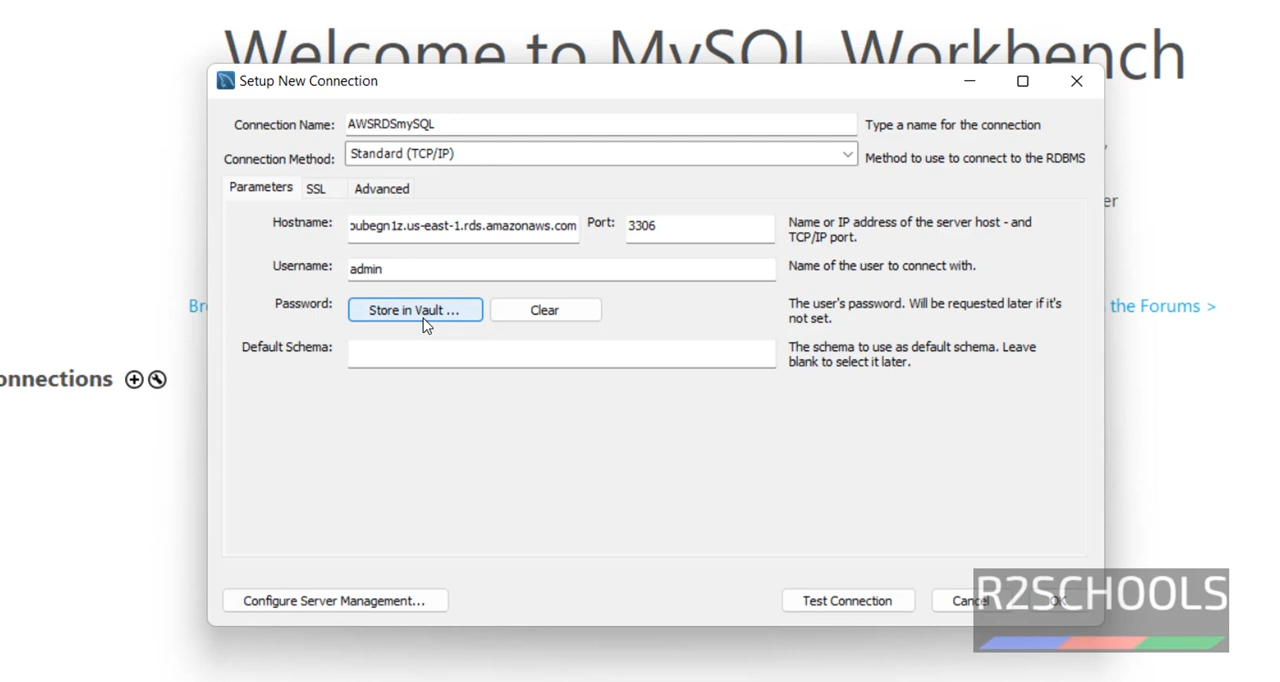 Welcome to MySQL Workbench
Setup New Connection
Connection Name: AWSRDSmySQL Type a name for the connection
Connection Method: Standard (TCP/IP) Method to use to connect to the RDBMS
Parameters SSL Advanced
Hostname: oubegn1z.us-east-1.rds.amazonaws.com Port: 3306 Name or IP address of the server host - and
TCP/IP port.
er
Username: admin Name of the user to connect with.
Password: Store in Vault ... Clear The user's password. Will be requested later if it's
not set.
Br the Forums >
Default Schema: The schema to use as default schema. Leave
blank to select it later.
onnections
Configure Server Management... Test Connection Cancel OK
R2SCHOOLS